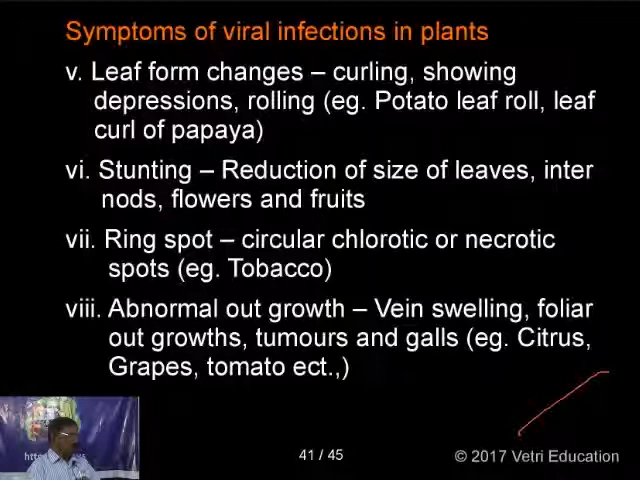 Symptoms of viral infections in plants
v. Leaf form changes – curling, showing
depressions, rolling (eg. Potato leaf roll, leaf
curl of papaya)
vi. Stunting – Reduction of size of leaves, inter
nods, flowers and fruits
vii. Ring spot – circular chlorotic or necrotic
spots (eg. Tobacco)
viii. Abnormal out growth – Vein swelling, foliar
out growths, tumours and galls (eg. Citrus,
Grapes, tomato ect.,)
41 / 45
© 2017 Vetri Education